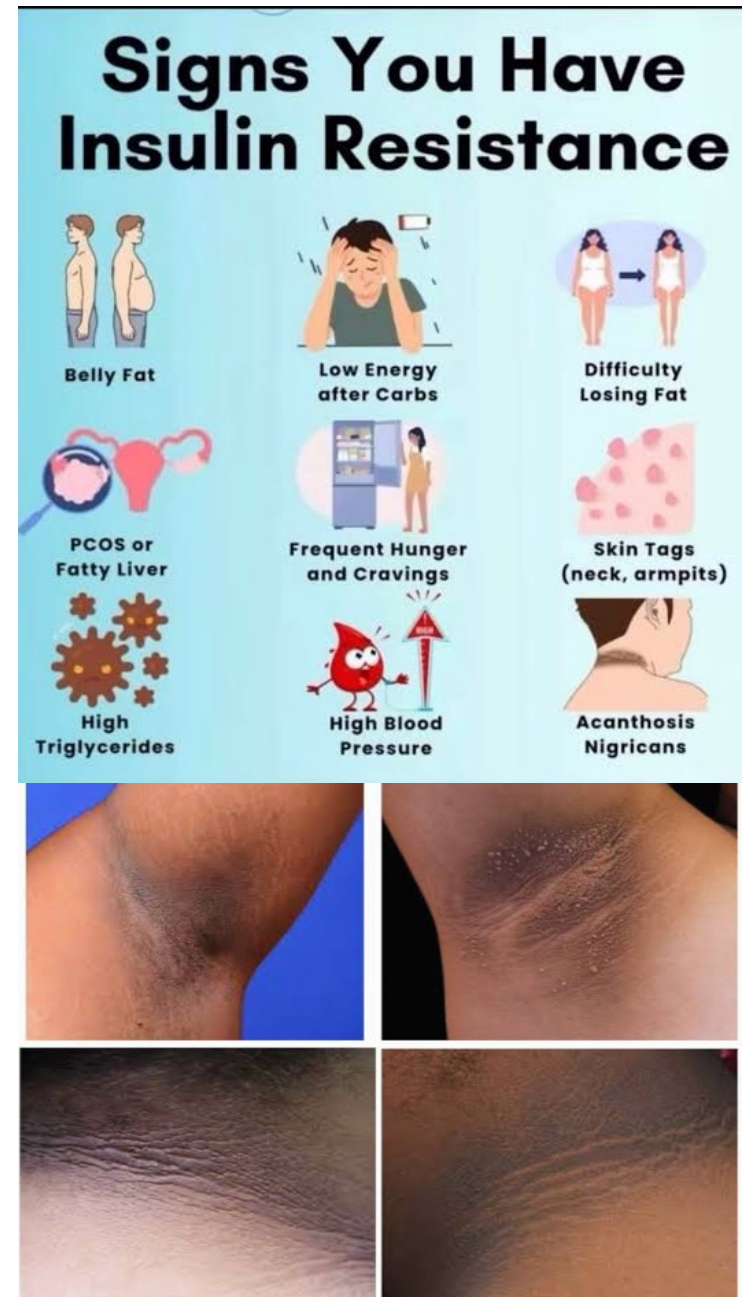 Signs You Have
Insulin Resistance
Belly Fat
Low Energy
after Carbs
Difficulty
Losing Fat
PCOS or
Fatty Liver
Frequent Hunger
and Cravings
Skin Tags
(neck, armpits)
High
Triglycerides
HIGH
High Blood
Pressure
Acanthosis
Nigricans